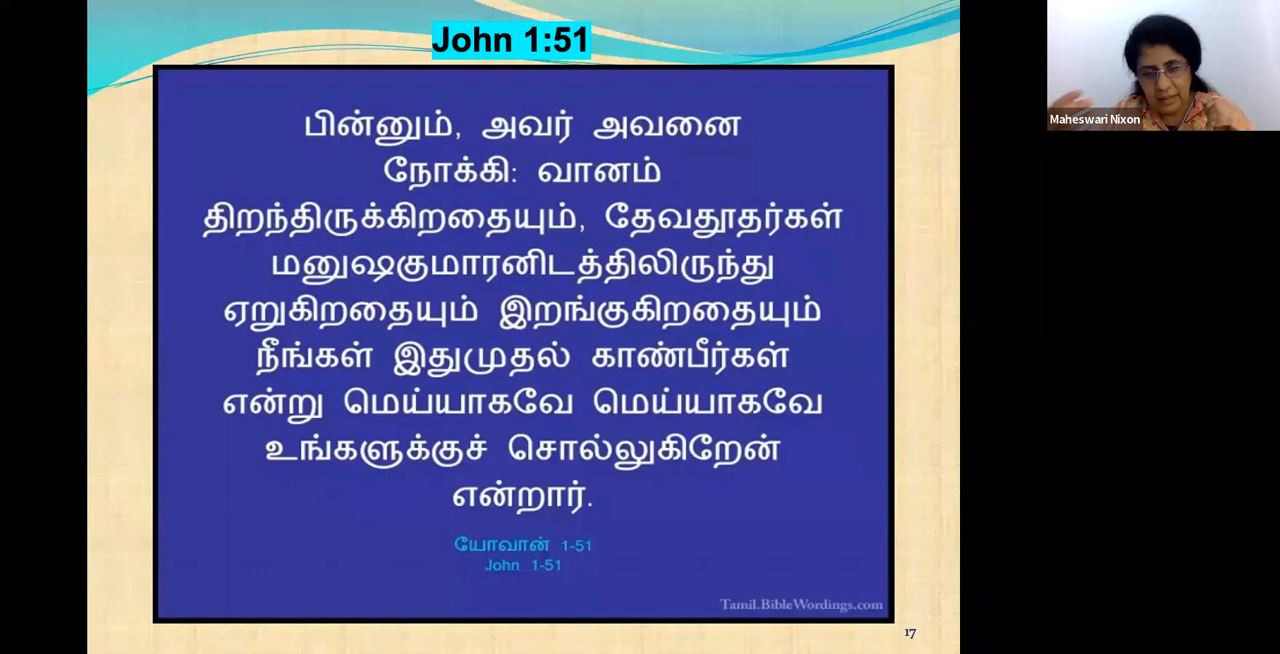 John 1:51
பின்னும், அவர் அவனை
நோக்கி: வானம்
திறந்திருக்கிறதையும், தேவதூதர்கள்
மனுஷகுமாரனிடத்திலிருந்து
ஏறுகிறதையும் இறங்குகிறதையும்
நீங்கள் இதுமுதல் காண்பீர்கள்
என்று மெய்யாகவே மெய்யாகவே
உங்களுக்குச் சொல்லுகிறேன்
என்றார்.
யோவான் 1-51
John 1-51
Tamil.BibleWordings.com
17
Maheswari Nixon